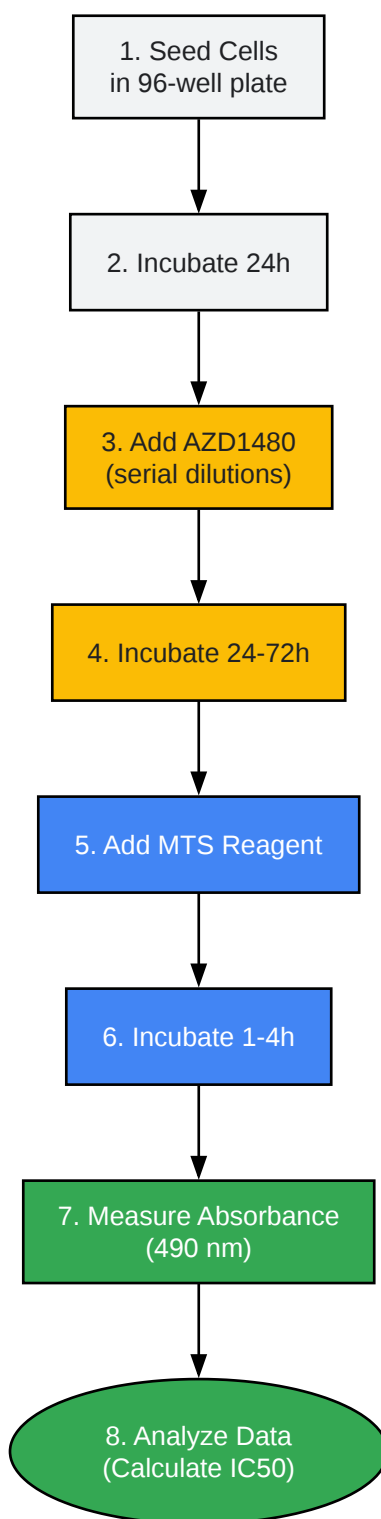 1. Seed Cells
in 96-well plate
2. Incubate 24h
3. Add AZD1480
(serial dilutions)
4. Incubate 24-72h
5. Add MTS Reagent
6. Incubate 1-4h
7. Measure Absorbance
(490 nm)
8. Analyze Data
(Calculate IC50)